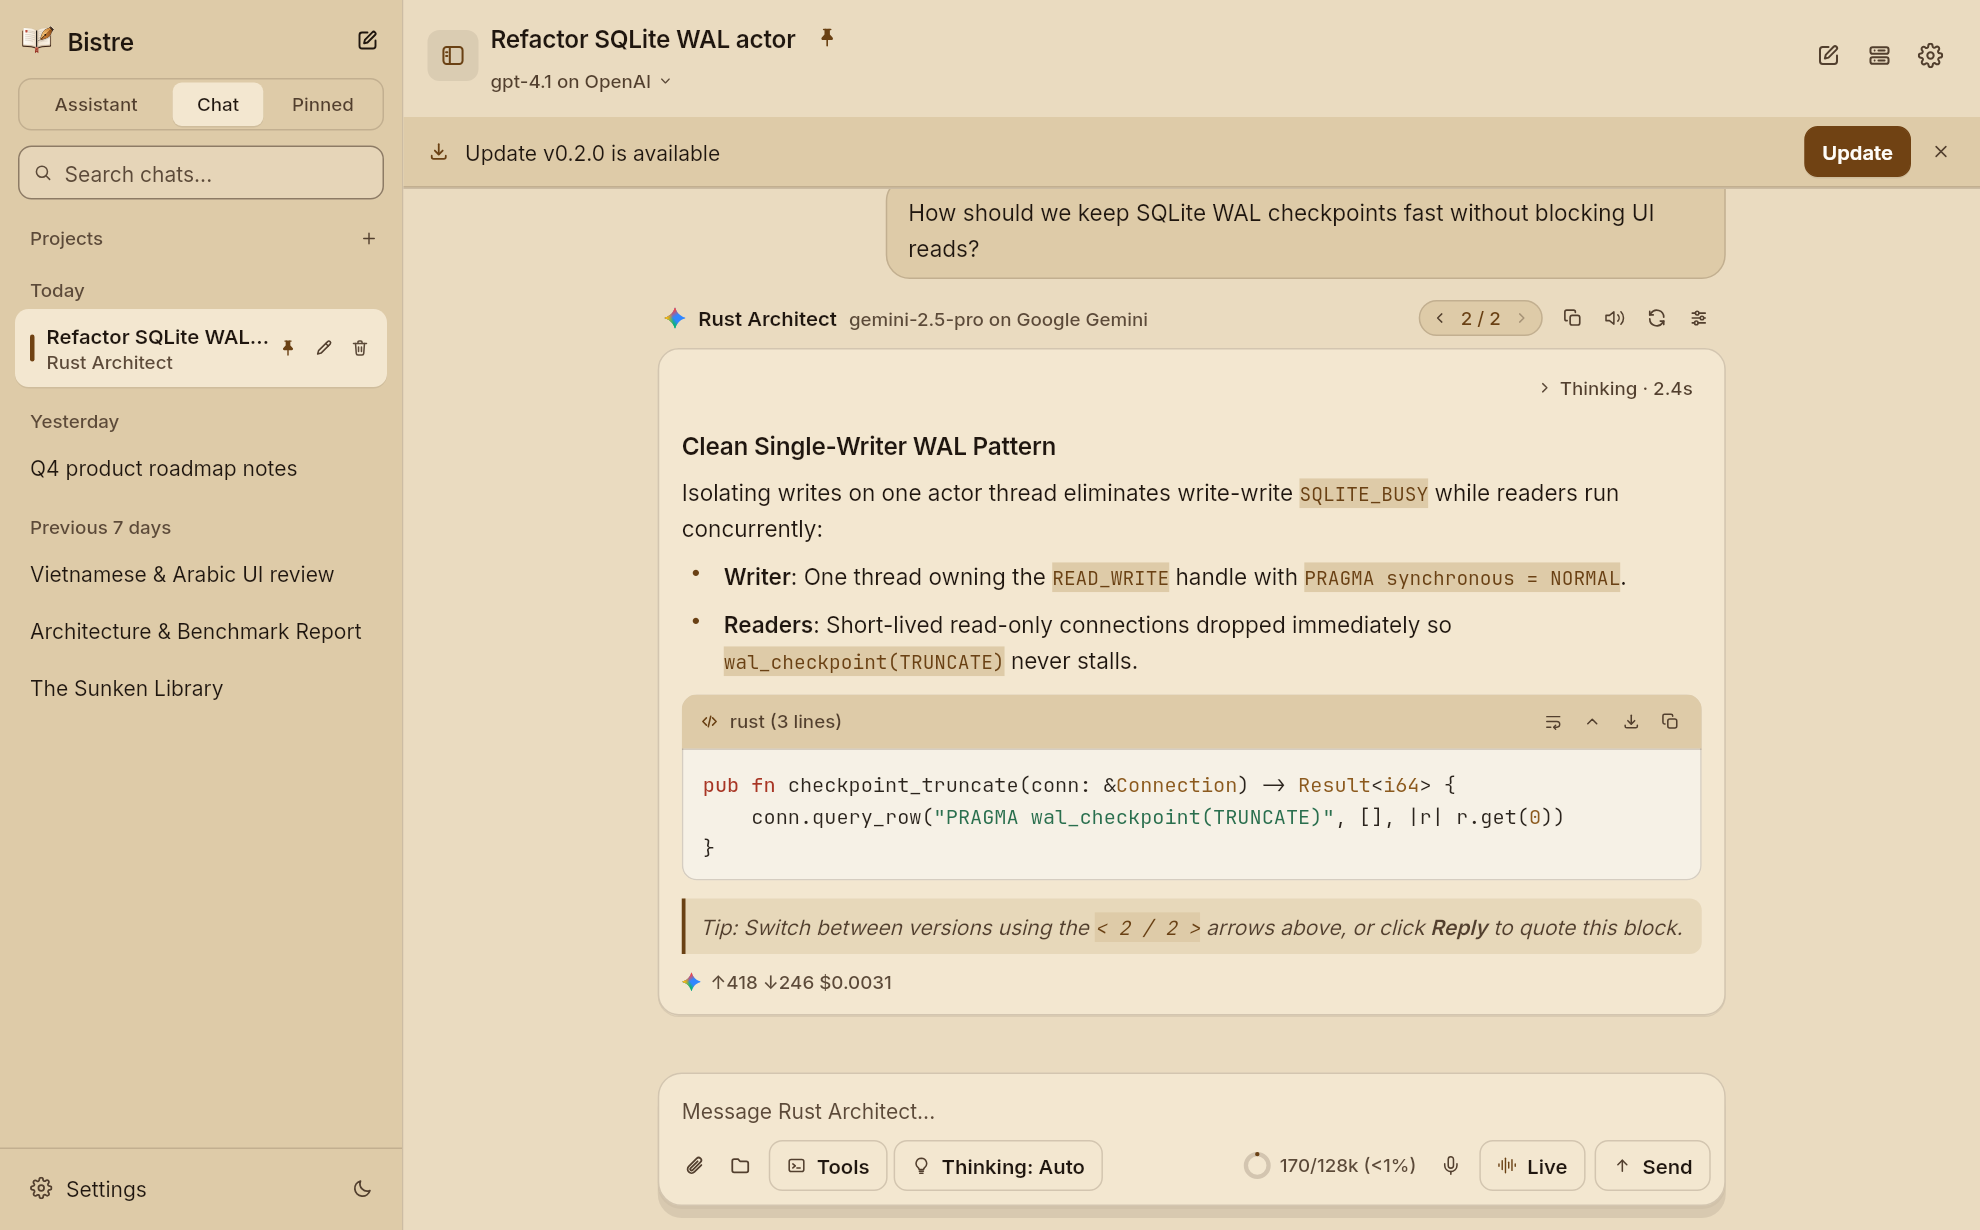 Bistre
Assistant
Chat
Pinned
Search chats...
Projects
Today
Refactor SQLite WAL...
Rust Architect
Yesterday
Q4 product roadmap notes
Previous 7 days
Vietnamese & Arabic UI review
Architecture & Benchmark Report
The Sunken Library
Settings
Refactor SQLite WAL actor
gpt-4.1 on OpenAI
Update v0.2.0 is available
Update
How should we keep SQLite WAL checkpoints fast without blocking UI
reads?
Rust Architect gemini-2.5-pro on Google Gemini
2 / 2
Thinking · 2.4s
Clean Single-Writer WAL Pattern
Isolating writes on one actor thread eliminates write-write SQLITE_BUSY while readers run
concurrently:
• Writer: One thread owning the READ_WRITE handle with PRAGMA synchronous = NORMAL.
• Readers: Short-lived read-only connections dropped immediately so
wal_checkpoint(TRUNCATE) never stalls.
rust (3 lines)
pub fn checkpoint_truncate(conn: &Connection) -> Result<i64> {
    conn.query_row("PRAGMA wal_checkpoint(TRUNCATE)", [], |r| r.get(0))
}
Tip: Switch between versions using the < 2 / 2 > arrows above, or click Reply to quote this block.
↑418 ↓246 $0.0031
Message Rust Architect...
Tools
Thinking: Auto
170/128k (<1%)
Live
Send